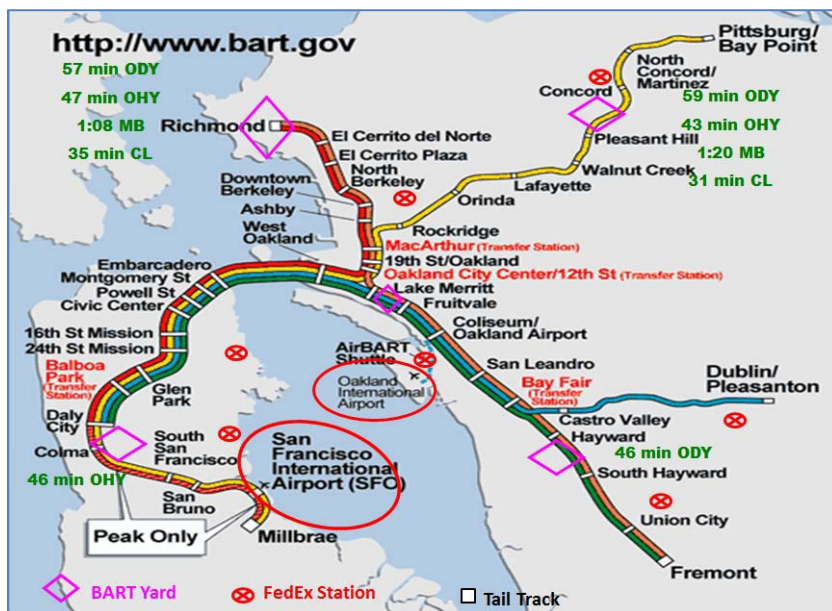 http://www.bart.gov
57 min ODY
47 min OHY
1:08 MB
35 min CL
Richmond
El Cerrito del Norte
El Cerrito Plaza
North
Berkeley
Downtown
Berkeley
Ashby
West
Oakland
Pittsburg/
Bay Point
North
Concord/
Martinez
Concord
59 min ODY
43 min OHY
1:20 MB
31 min CL
Pleasant Hill
Walnut Creek
Lafayette
Orinda
Rockridge
MacArthur (Transfer Station)
19th St/Oakland
Oakland City Center/12th St (Transfer Station)
Lake Merritt
Fruitvale
Coliseum/
Oakland Airport
Embarcadero
Montgomery St
Powell St
Civic Center
16th St Mission
24th St Mission
Balboa
Park
(Transfer
Station)
Glen
Park
Daly
City
Colma
South
San
Francisco
46 min OHY
San
Bruno
Peak Only
Millbrae
San
Francisco
International
Airport (SFO)
AirBART
Shuttle
Oakland
International
Airport
San Leandro
Bay Fair
(Transfer
Station)
Dublin/
Pleasanton
Castro Valley
Hayward
46 min ODY
South Hayward
Union City
Fremont
BART Yard
FedEx Station
Tail Track